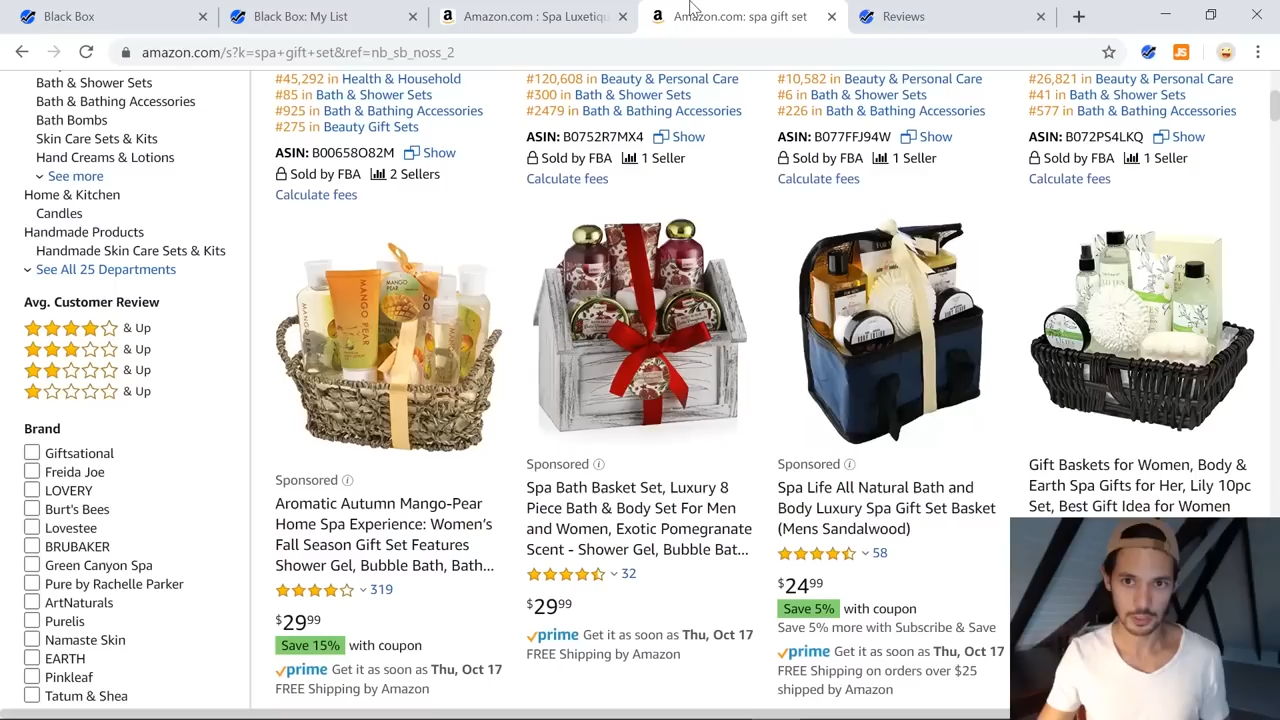 Black Box
Black Box: My List
Amazon.com : Spa Luxetiqu
Amazon.com: spa gift set
Reviews
amazon.com/s?k=spa+gift+set&ref=nb_sb_noss_2
JS
Bath & Shower Sets
Bath & Bathing Accessories
Bath Bombs
Skin Care Sets & Kits
Hand Creams & Lotions
See more
Home & Kitchen
Candles
Handmade Products
Handmade Skin Care Sets & Kits
See All 25 Departments
Avg. Customer Review
& Up
& Up
& Up
& Up
Brand
Giftsational
Freida Joe
LOVERY
Burt's Bees
Lovestee
BRUBAKER
Green Canyon Spa
Pure by Rachelle Parker
ArtNaturals
Purelis
Namaste Skin
EARTH
Pinkleaf
Tatum & Shea
#45,292 in Health & Household
#85 in Bath & Shower Sets
#925 in Bath & Bathing Accessories
#275 in Beauty Gift Sets
ASIN: B00658O82M Show
Sold by FBA 2 Sellers
Calculate fees
MANGO PEAR
MANGO
Sponsored
Aromatic Autumn Mango-Pear
Home Spa Experience: Women's
Fall Season Gift Set Features
Shower Gel, Bubble Bath, Bath...
319
$29 99
Save 15% with coupon
prime Get it as soon as Thu, Oct 17
FREE Shipping by Amazon
#120,608 in Beauty & Personal Care
#300 in Bath & Shower Sets
#2479 in Bath & Bathing Accessories
ASIN: B0752R7MX4 Show
Sold by FBA 1 Seller
Calculate fees
Sponsored
Spa Bath Basket Set, Luxury 8
Piece Bath & Body Set For Men
and Women, Exotic Pomegranate
Scent - Shower Gel, Bubble Bat...
32
$29 99
prime Get it as soon as Thu, Oct 17
FREE Shipping by Amazon
#10,582 in Beauty & Personal Care
#6 in Bath & Shower Sets
#226 in Bath & Bathing Accessories
ASIN: B077FFJ94W Show
Sold by FBA 1 Seller
Calculate fees
Sponsored
Spa Life All Natural Bath and
Body Luxury Spa Gift Set Basket
(Mens Sandalwood)
58
$24 99
Save 5% with coupon
Save 5% more with Subscribe & Save
prime Get it as soon as Thu, Oct 17
FREE Shipping on orders over $25
shipped by Amazon
#26,821 in Beauty & Personal Care
#41 in Bath & Shower Sets
#577 in Bath & Bathing Accessories
ASIN: B072PS4LKQ Show
Sold by FBA 1 Seller
Calculate fees
Gift Baskets for Women, Body &
Earth Spa Gifts for Her, Lily 10pc
Set, Best Gift Idea for Women